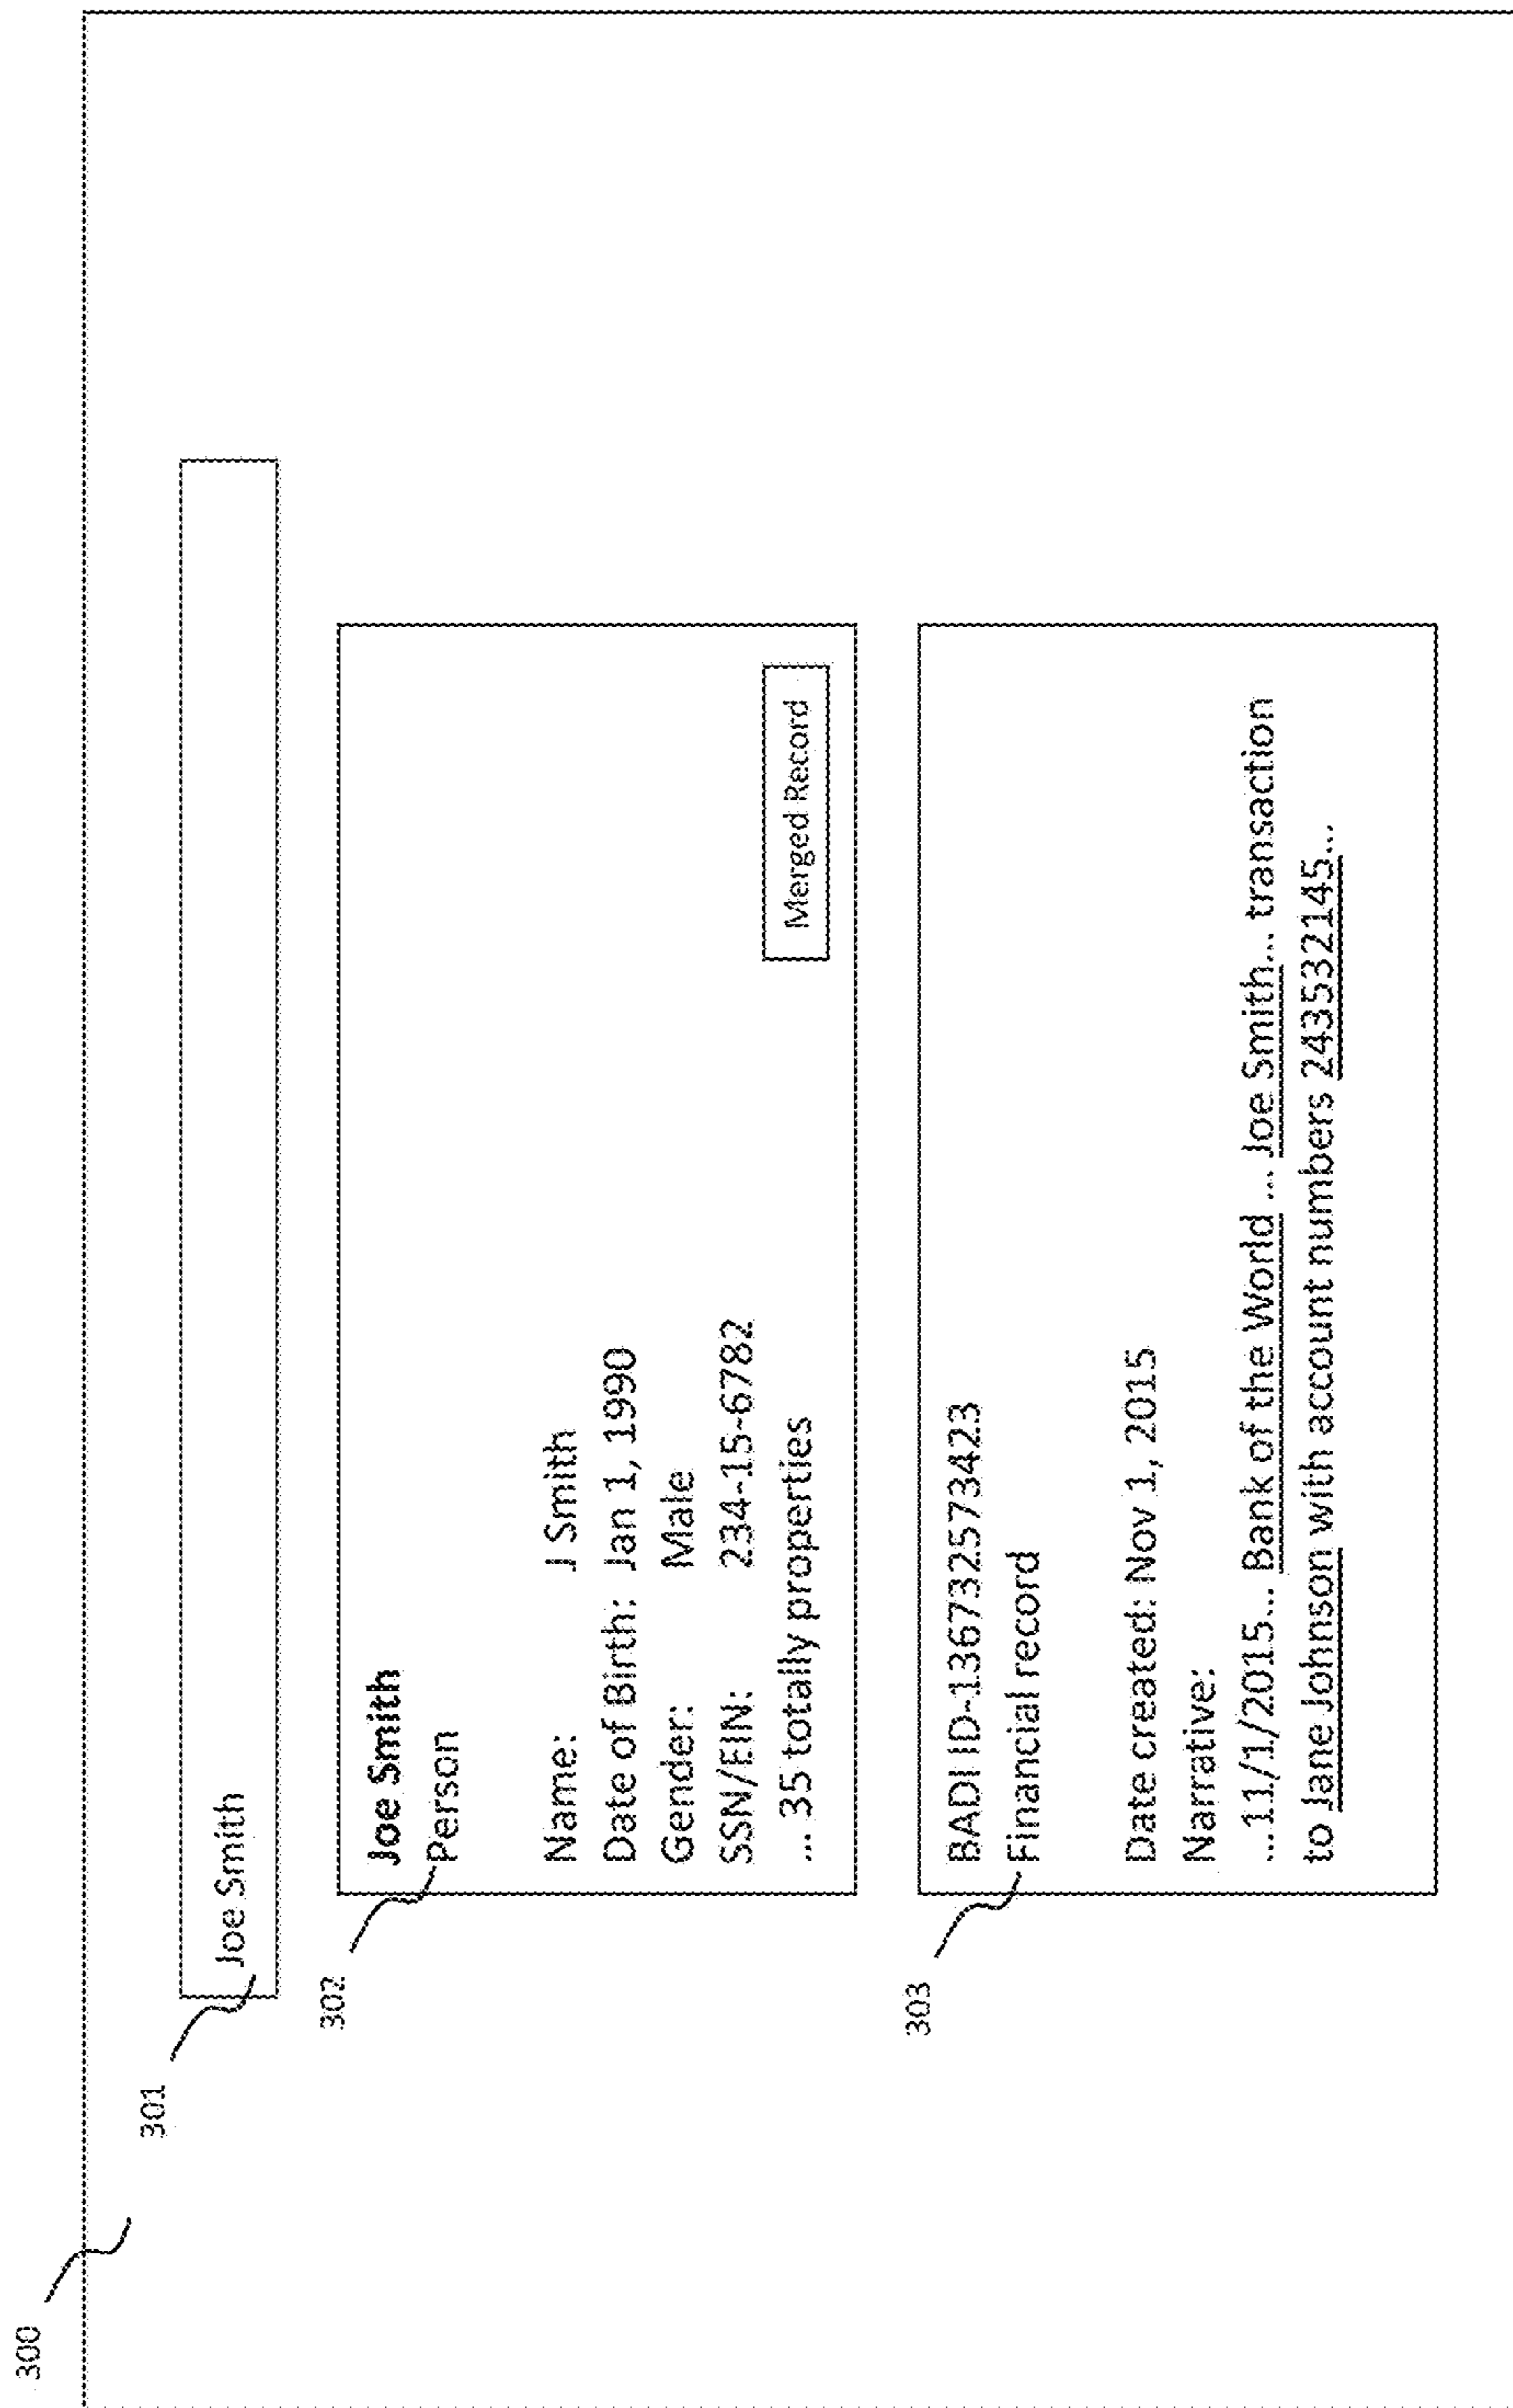 300
301
Joe Smith
302
Joe Smith
Person
Name: J Smith
Date of Birth: Jan 1, 1990
Gender: Male
SSN/EIN: 234-15-6782
... 35 totally properties
Merged Record
303
BADI ID-1367325734​23
Financial record
Date created: Nov 1, 2015
Narrative:
...11/1/2015... Bank of the World ... Joe Smith... transaction
to Jane Johnson with account numbers 243532145...